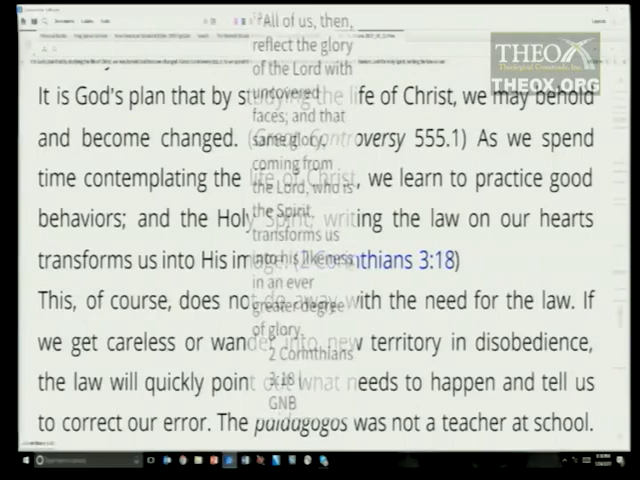 THEOX
THEOX.ORG
It is God's plan that by studying the life of Christ, we may behold
and become changed. (Great Controversy 555.1) As we spend
time contemplating the life of Christ, we learn to practice good
behaviors; and the Holy Spirit, writing the law on our hearts
transforms us into His image. (2 Corinthians 3:18)
This, of course, does not do away with the need for the law. If
we get careless or wander into new territory in disobedience,
the law will quickly point out what needs to happen and tell us
to correct our error. The paidagogos was not a teacher at school.
All of us, then,
reflect the glory
of the Lord with
uncovered
faces; and that
same glory,
coming from
the Lord, who is
the Spirit,
transforms us
into his likeness
in an ever
greater degree
of glory.
2 Corinthians
3:18
GNB